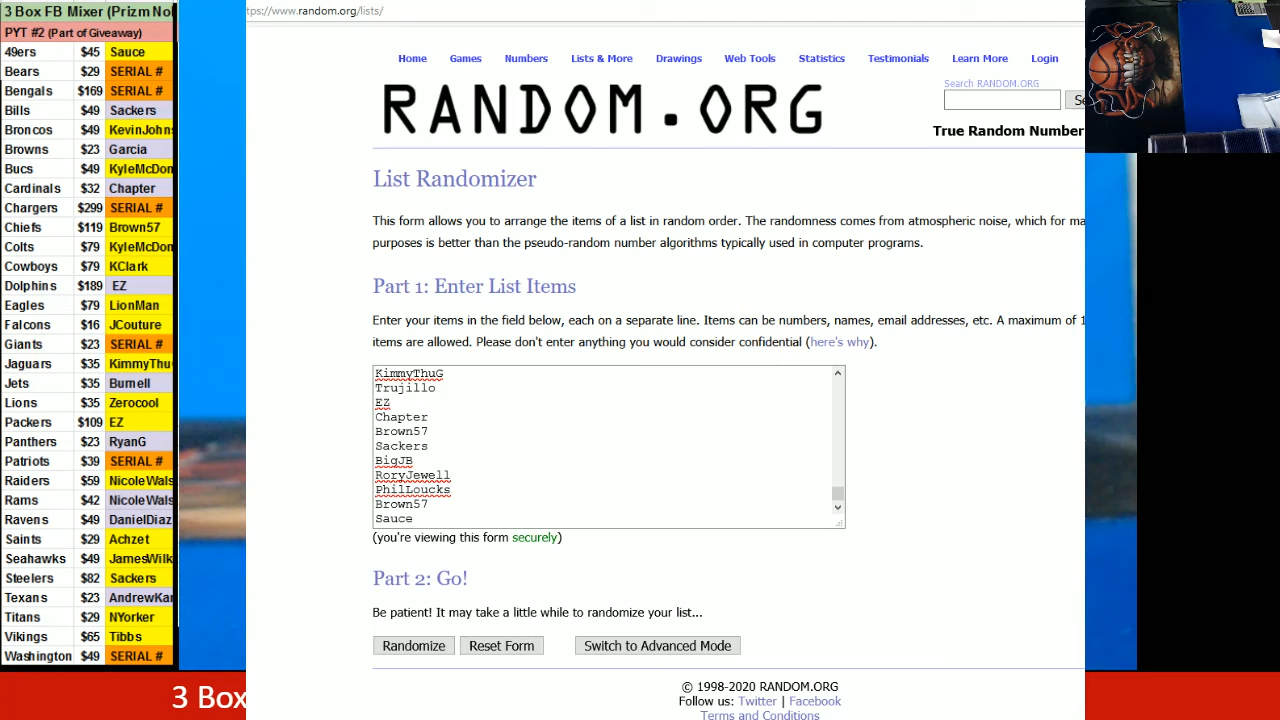 3 Box FB Mixer (Prizm Nol
PYT #2 (Part of Giveaway)
49ers $45 Sauce
Bears $29 SERIAL #
Bengals $169 SERIAL #
Bills $49 Sackers
Broncos $49 KevinJohns
Browns $23 Garcia
Bucs $49 KyleMcDon
Cardinals $32 Chapter
Chargers $299 SERIAL #
Chiefs $119 Brown57
Colts $79 KyleMcDon
Cowboys $79 KClark
Dolphins $189 EZ
Eagles $79 LionMan
Falcons $16 JCouture
Giants $23 SERIAL #
Jaguars $35 KimmyThuG
Jets $35 Burnell
Lions $35 Zerocool
Packers $109 EZ
Panthers $23 RyanG
Patriots $39 SERIAL #
Raiders $59 NicoleWals
Rams $42 NicoleWals
Ravens $49 DanielDiaz
Saints $29 Achzet
Seahawks $49 JamesWilk
Steelers $82 Sackers
Texans $23 AndrewKar
Titans $29 NYorker
Vikings $65 Tibbs
Washington $49 SERIAL #
3 Box
tps://www.random.org/lists/
Home Games Numbers Lists & More Drawings Web Tools Statistics Testimonials Learn More Login
RANDOM.ORG
Search RANDOM.ORG
Se
True Random Number
List Randomizer
This form allows you to arrange the items of a list in random order. The randomness comes from atmospheric noise, which for ma
purposes is better than the pseudo-random number algorithms typically used in computer programs.
Part 1: Enter List Items
Enter your items in the field below, each on a separate line. Items can be numbers, names, email addresses, etc. A maximum of 1
items are allowed. Please don't enter anything you would consider confidential (here's why).
KimmyThuG
Trujillo
EZ
Chapter
Brown57
Sackers
BigJB
RoryJewell
PhilLoucks
Brown57
Sauce
(you're viewing this form securely)
Part 2: Go!
Be patient! It may take a little while to randomize your list...
Randomize Reset Form Switch to Advanced Mode
© 1998-2020 RANDOM.ORG
Follow us: Twitter | Facebook
Terms and Conditions